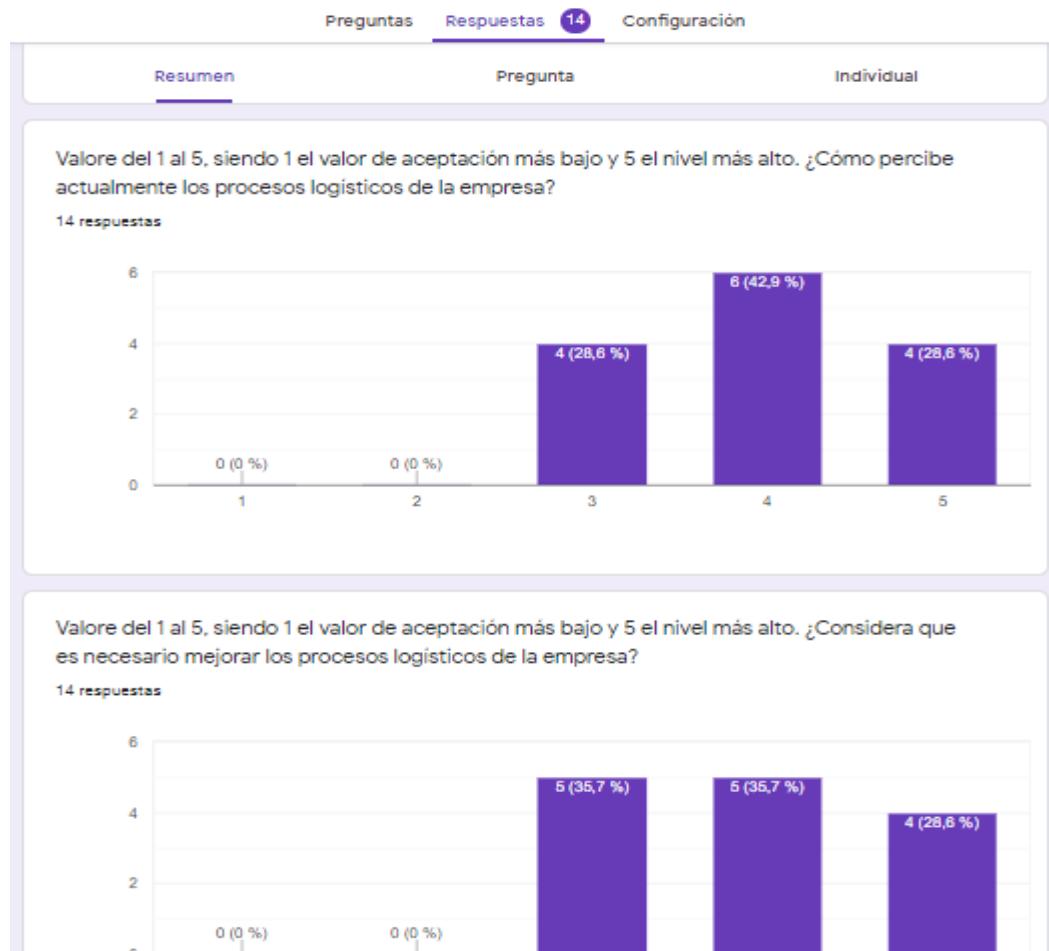 Preguntas Respuestas 14 Configuración
Resumen Pregunta Individual
Valore del 1 al 5, siendo 1 el valor de aceptación más bajo y 5 el nivel más alto. ¿Cómo percibe
actualmente los procesos logísticos de la empresa?
14 respuestas
6
6 (42,9 %)
4
4 (28,6 %) 4 (28,6 %)
2
0 (0 %) 0 (0 %)
0
1 2 3 4 5
Valore del 1 al 5, siendo 1 el valor de aceptación más bajo y 5 el nivel más alto. ¿Considera que
es necesario mejorar los procesos logísticos de la empresa?
14 respuestas
6
5 (35,7 %) 5 (35,7 %)
4
4 (28,6 %)
2
0 (0 %) 0 (0 %)